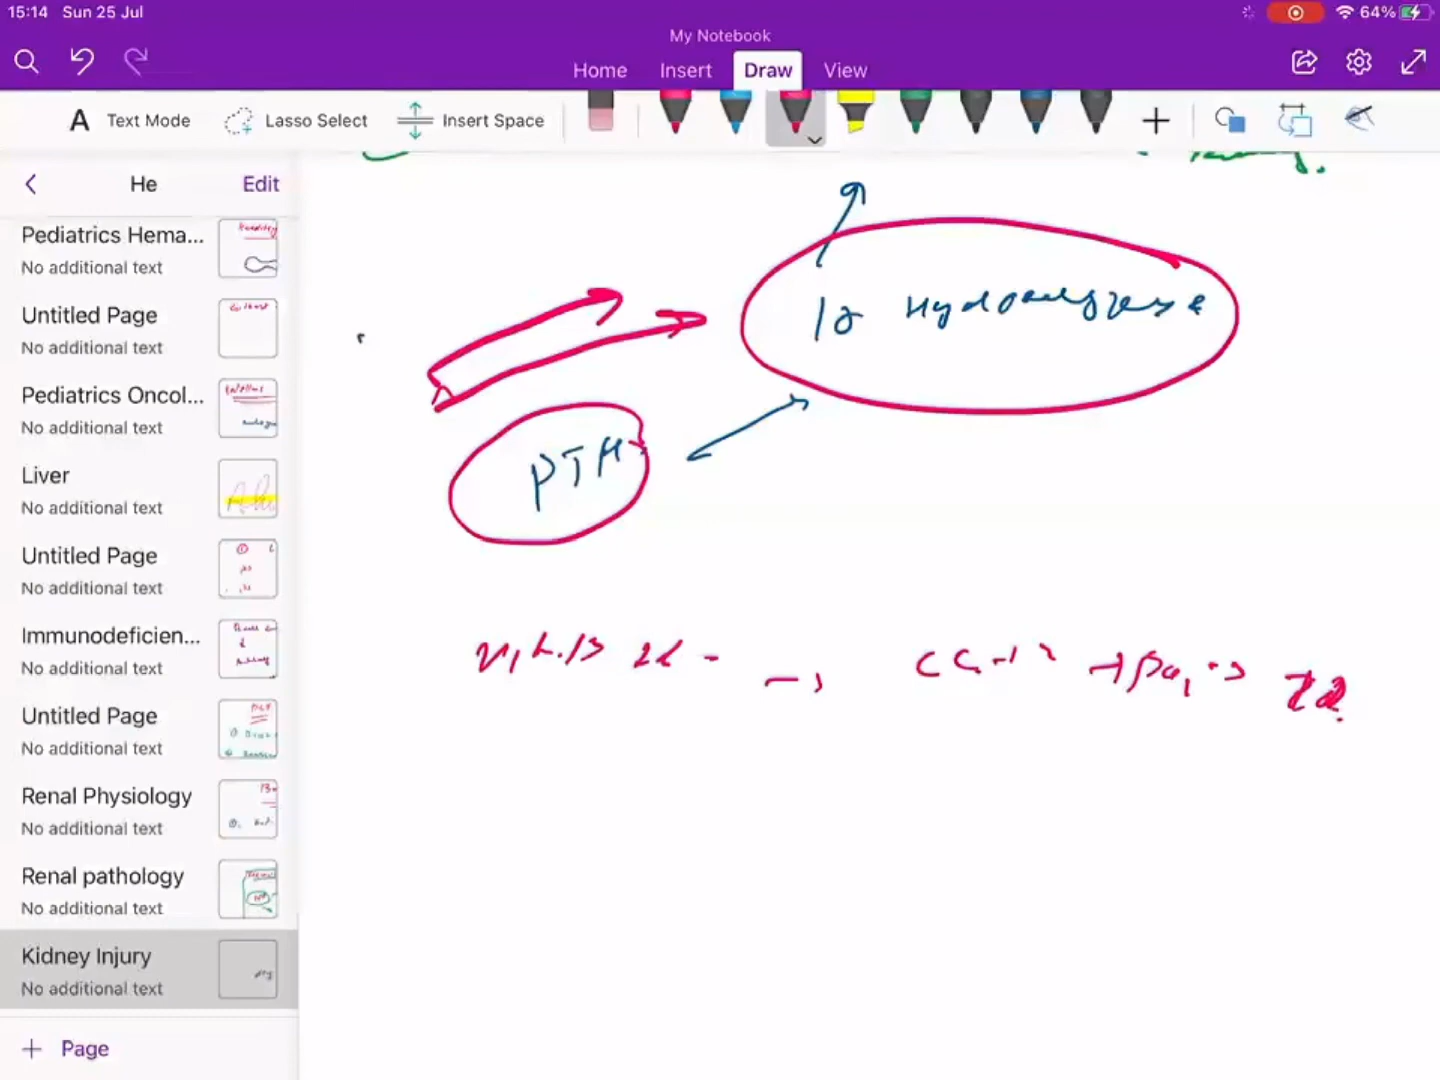 15:14 Sun 25 Jul
64%
My Notebook
Home Insert Draw View
A Text Mode Lasso Select Insert Space
He Edit
Pediatrics Hema...
No additional text
Untitled Page
No additional text
Pediatrics Oncol...
No additional text
Liver
No additional text
Untitled Page
No additional text
Immunodeficien...
No additional text
Untitled Page
No additional text
Renal Physiology
No additional text
Renal pathology
No additional text
Kidney Injury
No additional text
+ Page
PTH